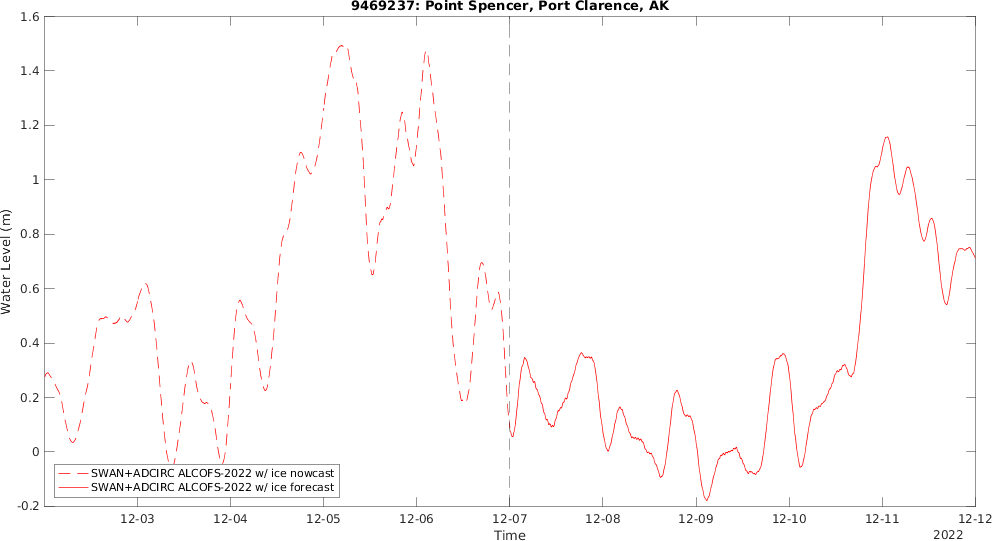 9469237: Point Spencer, Port Clarence, AK
1.6
1.4
1.2
1
0.8
0.6
0.4
0.2
0
-0.2
Water Level (m)
SWAN+ADCIRC ALCOFS-2022 w/ ice nowcast
SWAN+ADCIRC ALCOFS-2022 w/ ice forecast
12-03 12-04 12-05 12-06 12-07 12-08 12-09 12-10 12-11 12-12
Time
2022